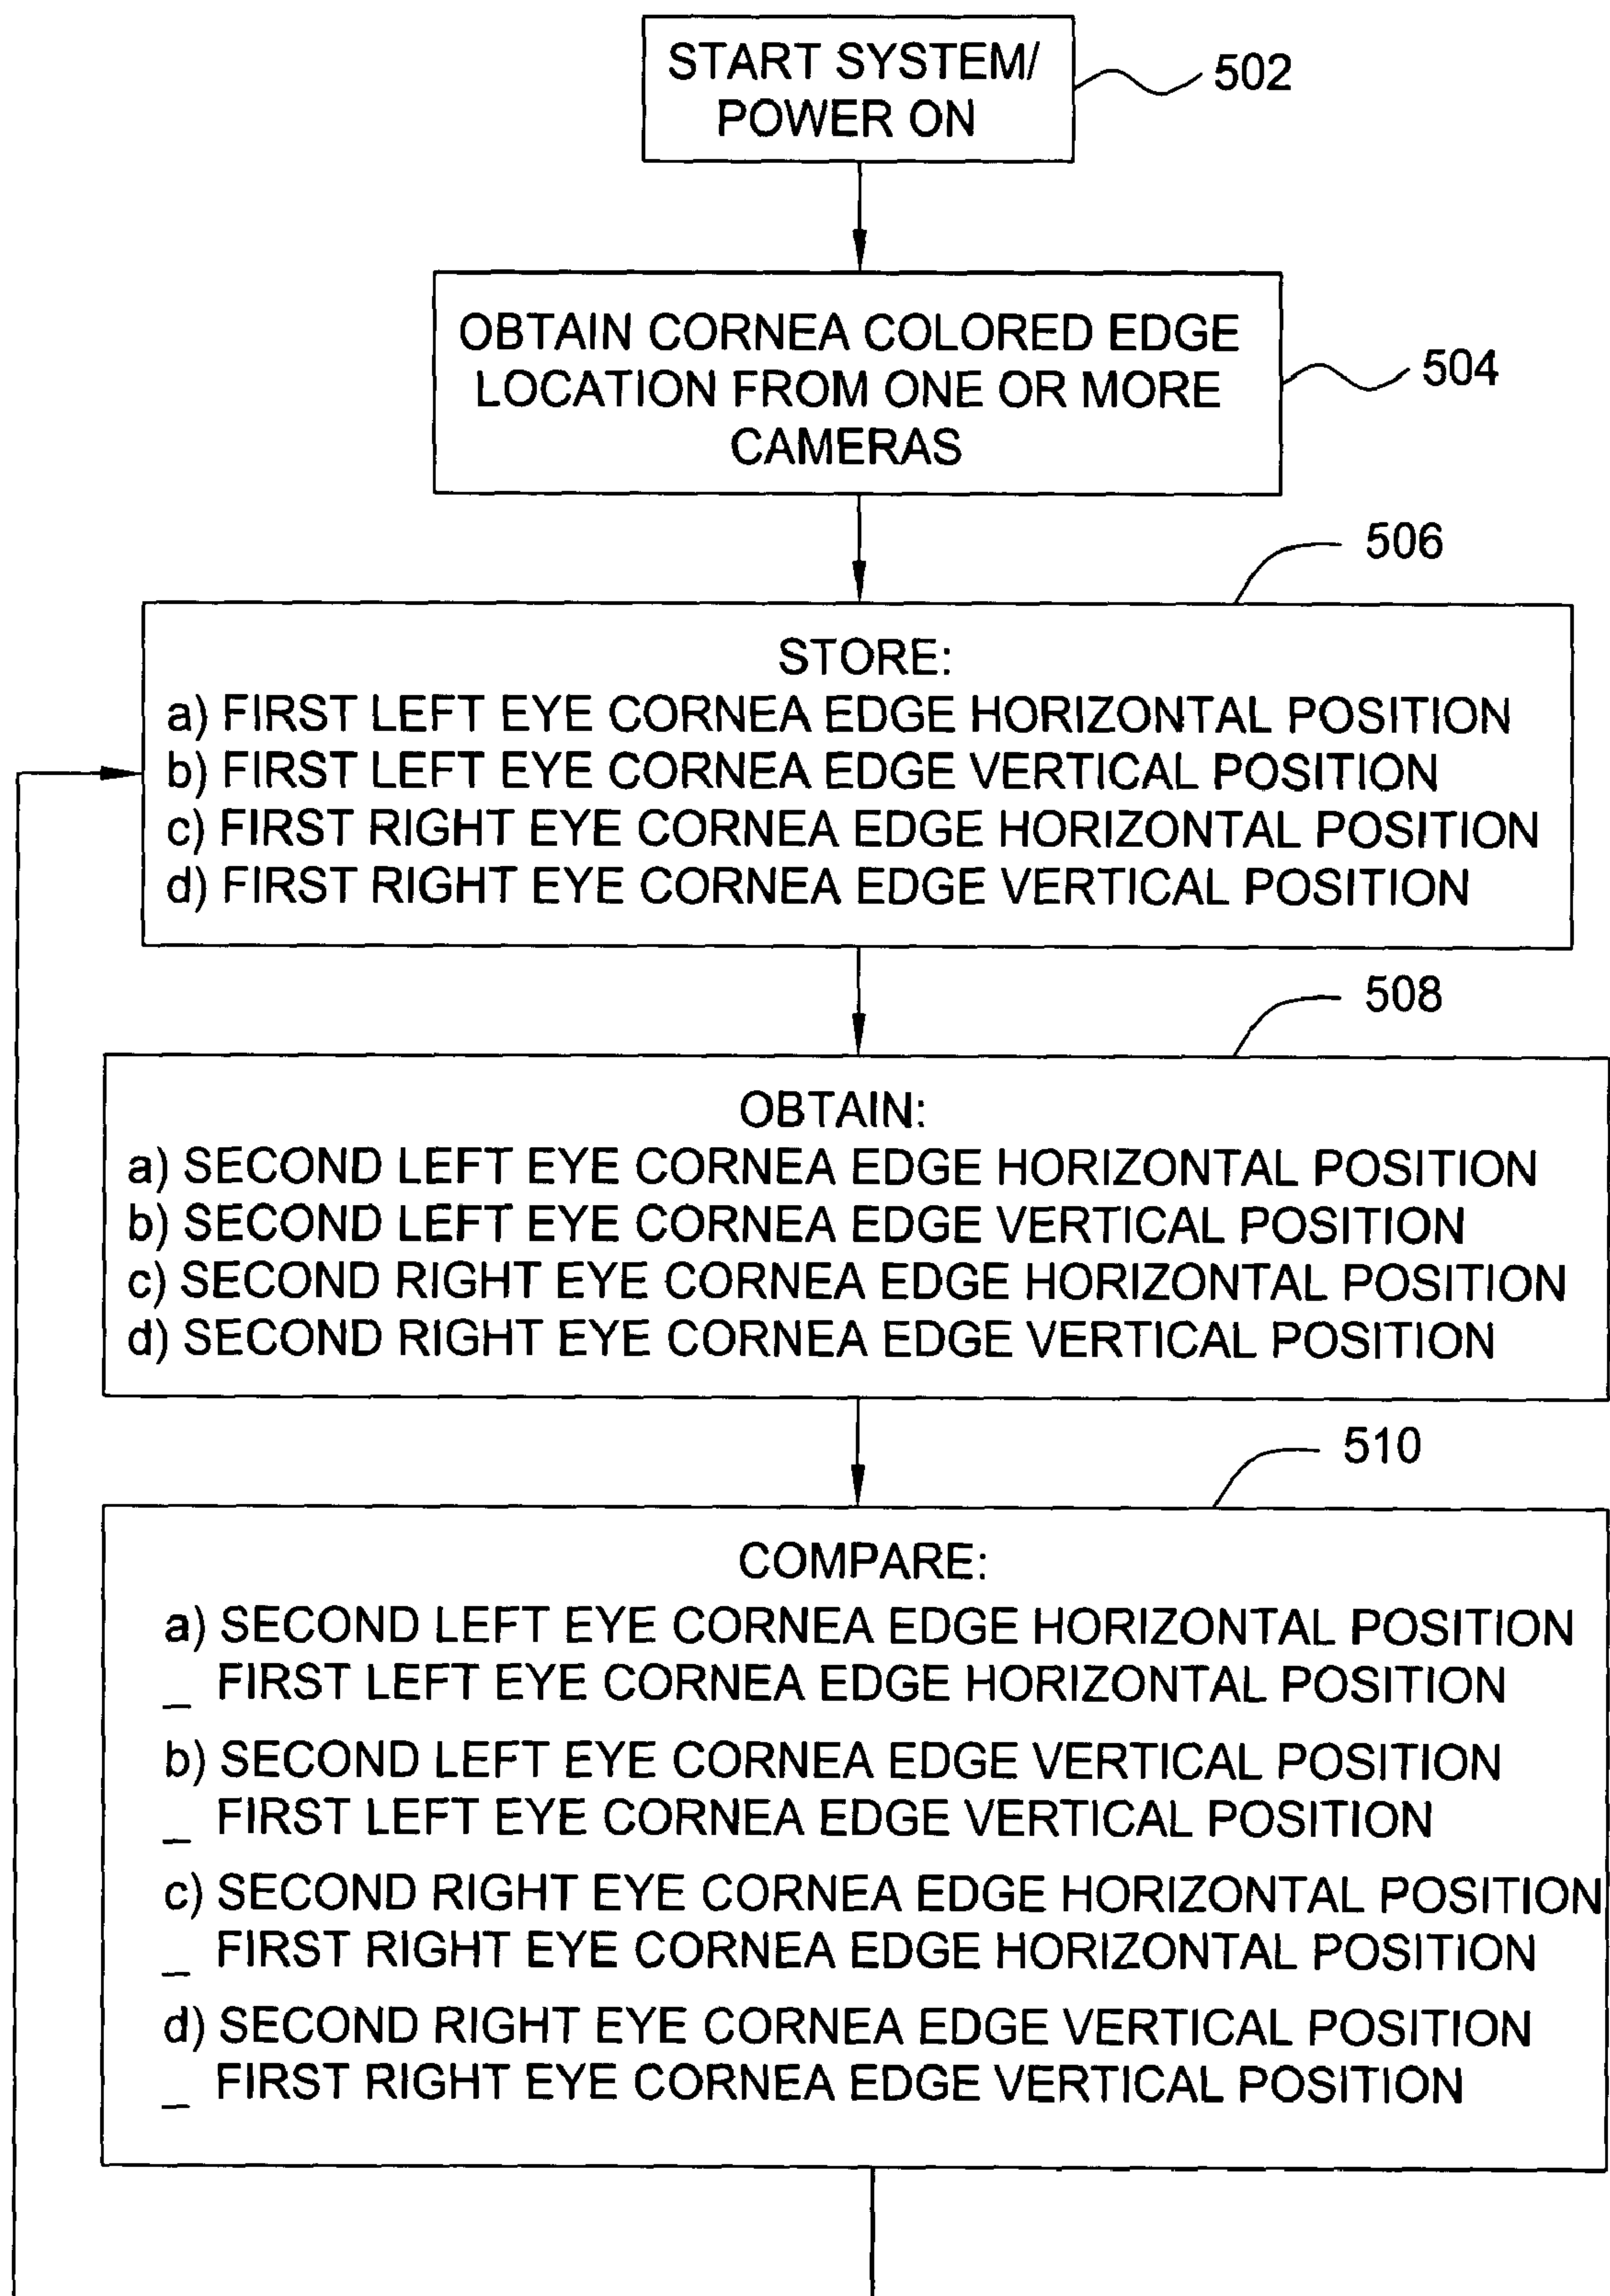 START SYSTEM/
POWER ON
502
OBTAIN CORNEA COLORED EDGE
LOCATION FROM ONE OR MORE
CAMERAS
504
506
STORE:
a) FIRST LEFT EYE CORNEA EDGE HORIZONTAL POSITION
b) FIRST LEFT EYE CORNEA EDGE VERTICAL POSITION
c) FIRST RIGHT EYE CORNEA EDGE HORIZONTAL POSITION
d) FIRST RIGHT EYE CORNEA EDGE VERTICAL POSITION
508
OBTAIN:
a) SECOND LEFT EYE CORNEA EDGE HORIZONTAL POSITION
b) SECOND LEFT EYE CORNEA EDGE VERTICAL POSITION
c) SECOND RIGHT EYE CORNEA EDGE HORIZONTAL POSITION
d) SECOND RIGHT EYE CORNEA EDGE VERTICAL POSITION
510
COMPARE:
a) SECOND LEFT EYE CORNEA EDGE HORIZONTAL POSITION
_ FIRST LEFT EYE CORNEA EDGE HORIZONTAL POSITION
b) SECOND LEFT EYE CORNEA EDGE VERTICAL POSITION
_ FIRST LEFT EYE CORNEA EDGE VERTICAL POSITION
c) SECOND RIGHT EYE CORNEA EDGE HORIZONTAL POSITION
_ FIRST RIGHT EYE CORNEA EDGE HORIZONTAL POSITION
d) SECOND RIGHT EYE CORNEA EDGE VERTICAL POSITION
_ FIRST RIGHT EYE CORNEA EDGE VERTICAL POSITION